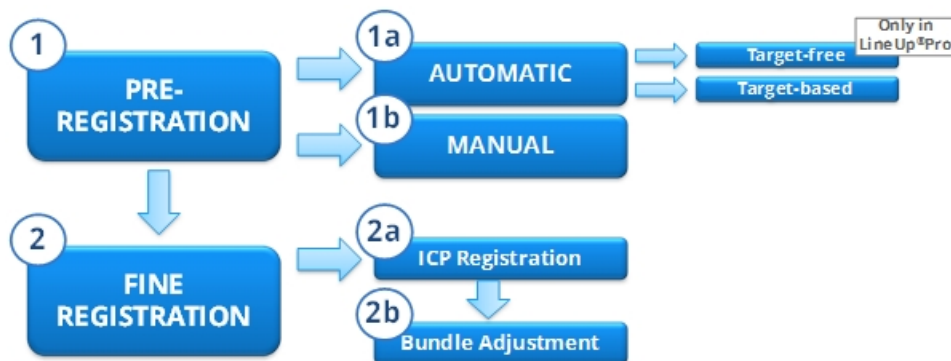 1
PRE-
REGISTRATION
1a
AUTOMATIC
Only in
LineUp®Pro
Target-free
Target-based
1b
MANUAL
2
FINE
REGISTRATION
2a
ICP Registration
2b
Bundle Adjustment